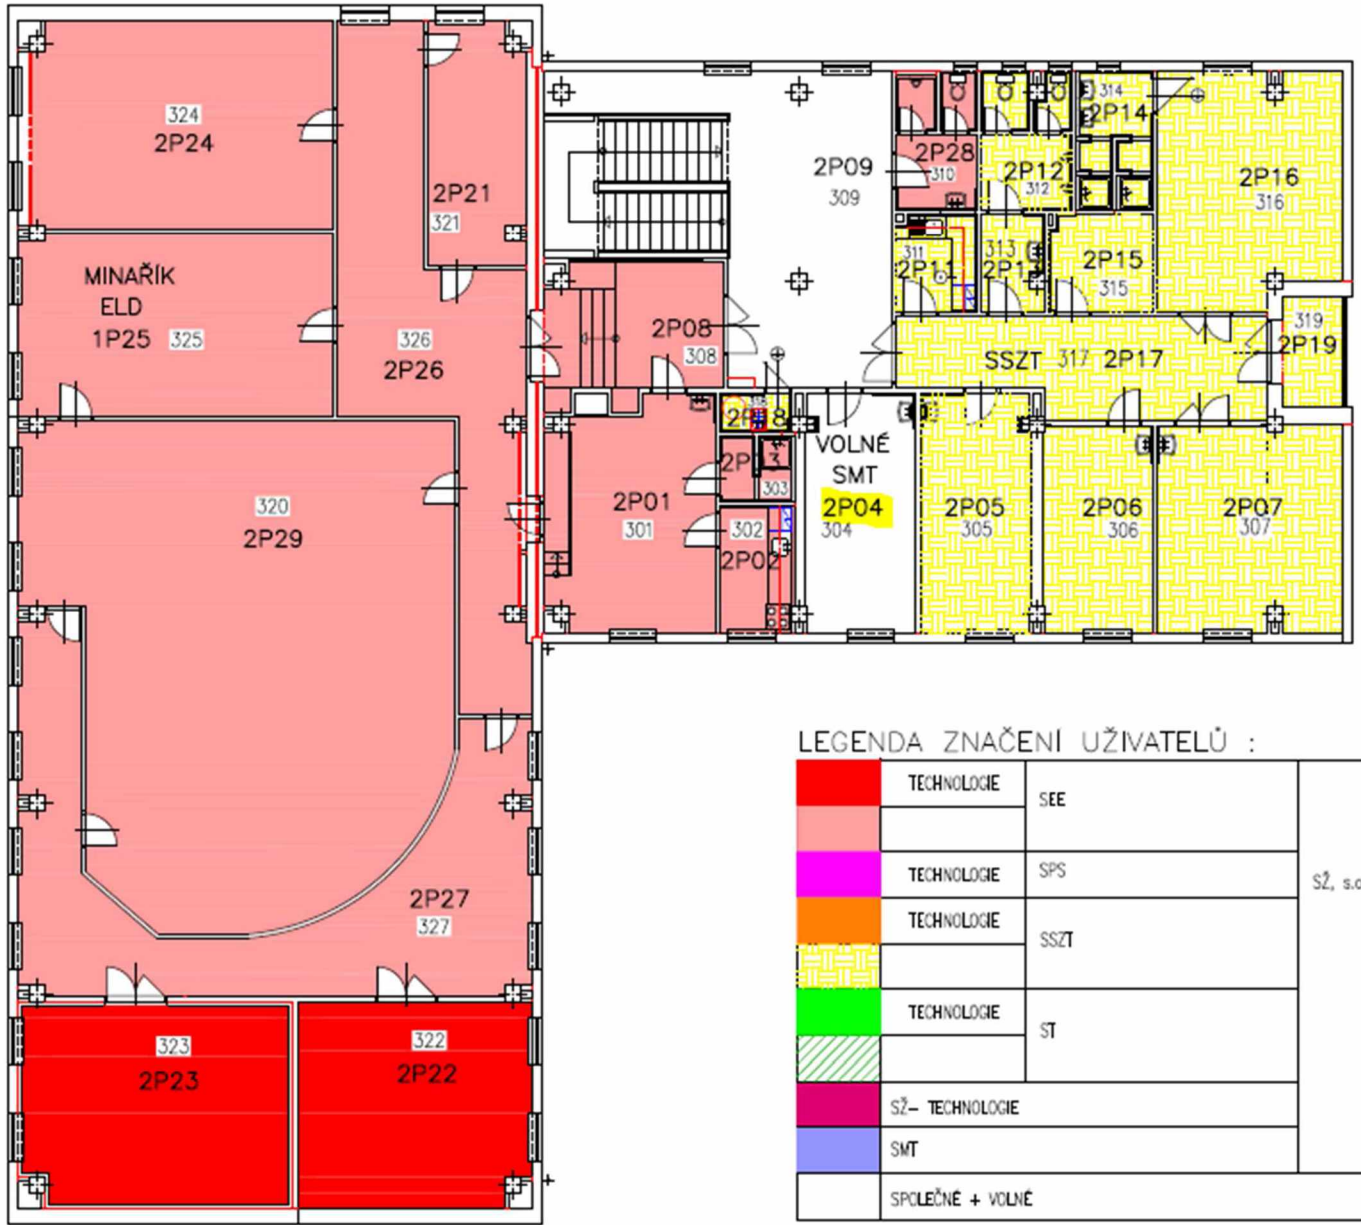 324
2P24
2P21
321
MINAŘÍK
ELD
1P25 325
326
2P26
320
2P29
2P27
327
323
2P23
322
2P22
2P09
309
2P08
308
2P28
310
2P12
312
314
2P14
2P16
316
311
2P11
313
2P15
315
319
2P19
SSZT 317 2P17
2P01
301
303
302
2P02
VOLNÉ
SMT
2P04
304
2P05
305
2P06
306
2P07
307
LEGENDA ZNAČENÍ UŽIVATELŮ :
TECHNOLOGIE
SEE
TECHNOLOGIE SPS
SŽ,
TECHNOLOGIE
SSZT
TECHNOLOGIE
ST
SŽ– TECHNOLOGIE
SMT
SPOLEČNÉ + VOLNÉ